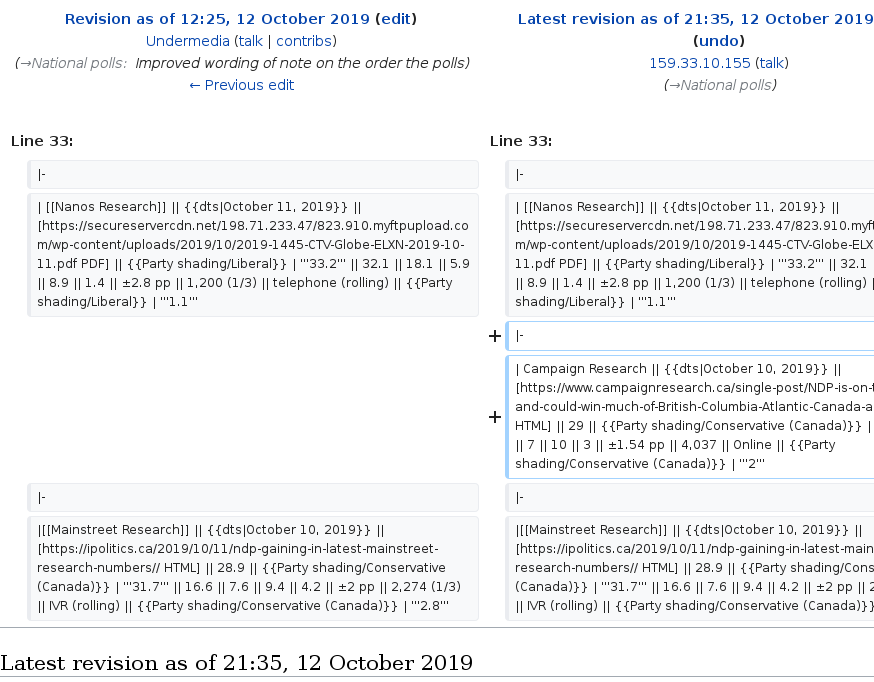 Revision as of 12:25, 12 October 2019 (edit)
Undermedia (talk | contribs)
(→National polls: Improved wording of note on the order the polls)
← Previous edit
Latest revision as of 21:35, 12 October 2019
(undo)
159.33.10.155 (talk)
(→National polls)
Line 33:
|-
| [[Nanos Research]] || {{dts|October 11, 2019}} ||
[https://secureservercdn.net/198.71.233.47/823.910.myftpupload.co
m/wp-content/uploads/2019/10/2019-1445-CTV-Globe-ELXN-2019-10-
11.pdf PDF] || {{Party shading/Liberal}} | '''33.2''' || 32.1 || 18.1 || 5.9
|| 8.9 || 1.4 || ±2.8 pp || 1,200 (1/3) || telephone (rolling) || {{Party
shading/Liberal}} | '''1.1'''
|-
|[[Mainstreet Research]] || {{dts|October 10, 2019}} ||
[https://ipolitics.ca/2019/10/11/ndp-gaining-in-latest-mainstreet-
research-numbers// HTML] || 28.9 || {{Party shading/Conservative
(Canada)}} | '''31.7''' || 16.6 || 7.6 || 9.4 || 4.2 || ±2 pp || 2,274 (1/3)
|| IVR (rolling) || {{Party shading/Conservative (Canada)}} | '''2.8'''
Line 33:
|-
| [[Nanos Research]] || {{dts|October 11, 2019}} ||
[https://secureservercdn.net/198.71.233.47/823.910.myft
m/wp-content/uploads/2019/10/2019-1445-CTV-Globe-ELX
11.pdf PDF] || {{Party shading/Liberal}} | '''33.2''' || 32.1
|| 8.9 || 1.4 || ±2.8 pp || 1,200 (1/3) || telephone (rolling) ||
shading/Liberal}} | '''1.1'''
+ |-
+ | Campaign Research || {{dts|October 10, 2019}} ||
[https://www.campaignresearch.ca/single-post/NDP-is-on-t
and-could-win-much-of-British-Columbia-Atlantic-Canada-a
HTML] || 29 || {{Party shading/Conservative (Canada)}} |
|| 7 || 10 || 3 || ±1.54 pp || 4,037 || Online || {{Party
shading/Conservative (Canada)}} | '''2'''
|-
|[[Mainstreet Research]] || {{dts|October 10, 2019}} ||
[https://ipolitics.ca/2019/10/11/ndp-gaining-in-latest-main
research-numbers// HTML] || 28.9 || {{Party shading/Cons
(Canada)}} | '''31.7''' || 16.6 || 7.6 || 9.4 || 4.2 || ±2 pp || 2
|| IVR (rolling) || {{Party shading/Conservative (Canada)}}
Latest revision as of 21:35, 12 October 2019